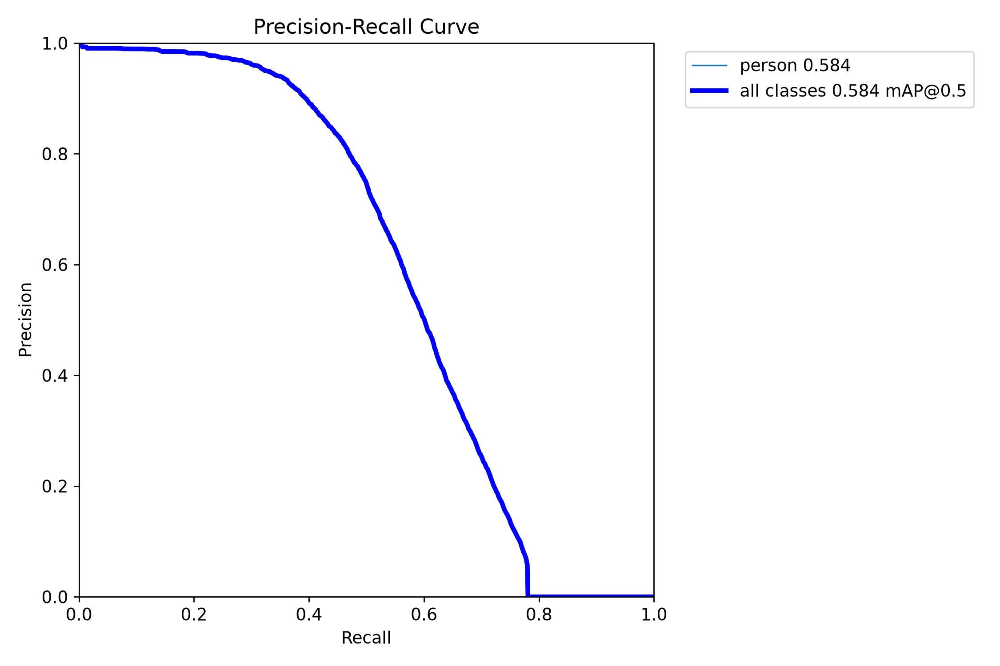 Precision-Recall Curve
person 0.584
all classes 0.584 mAP@0.5
Precision
1.0
0.8
0.6
0.4
0.2
0.0
0.0 0.2 0.4 0.6 0.8 1.0
Recall